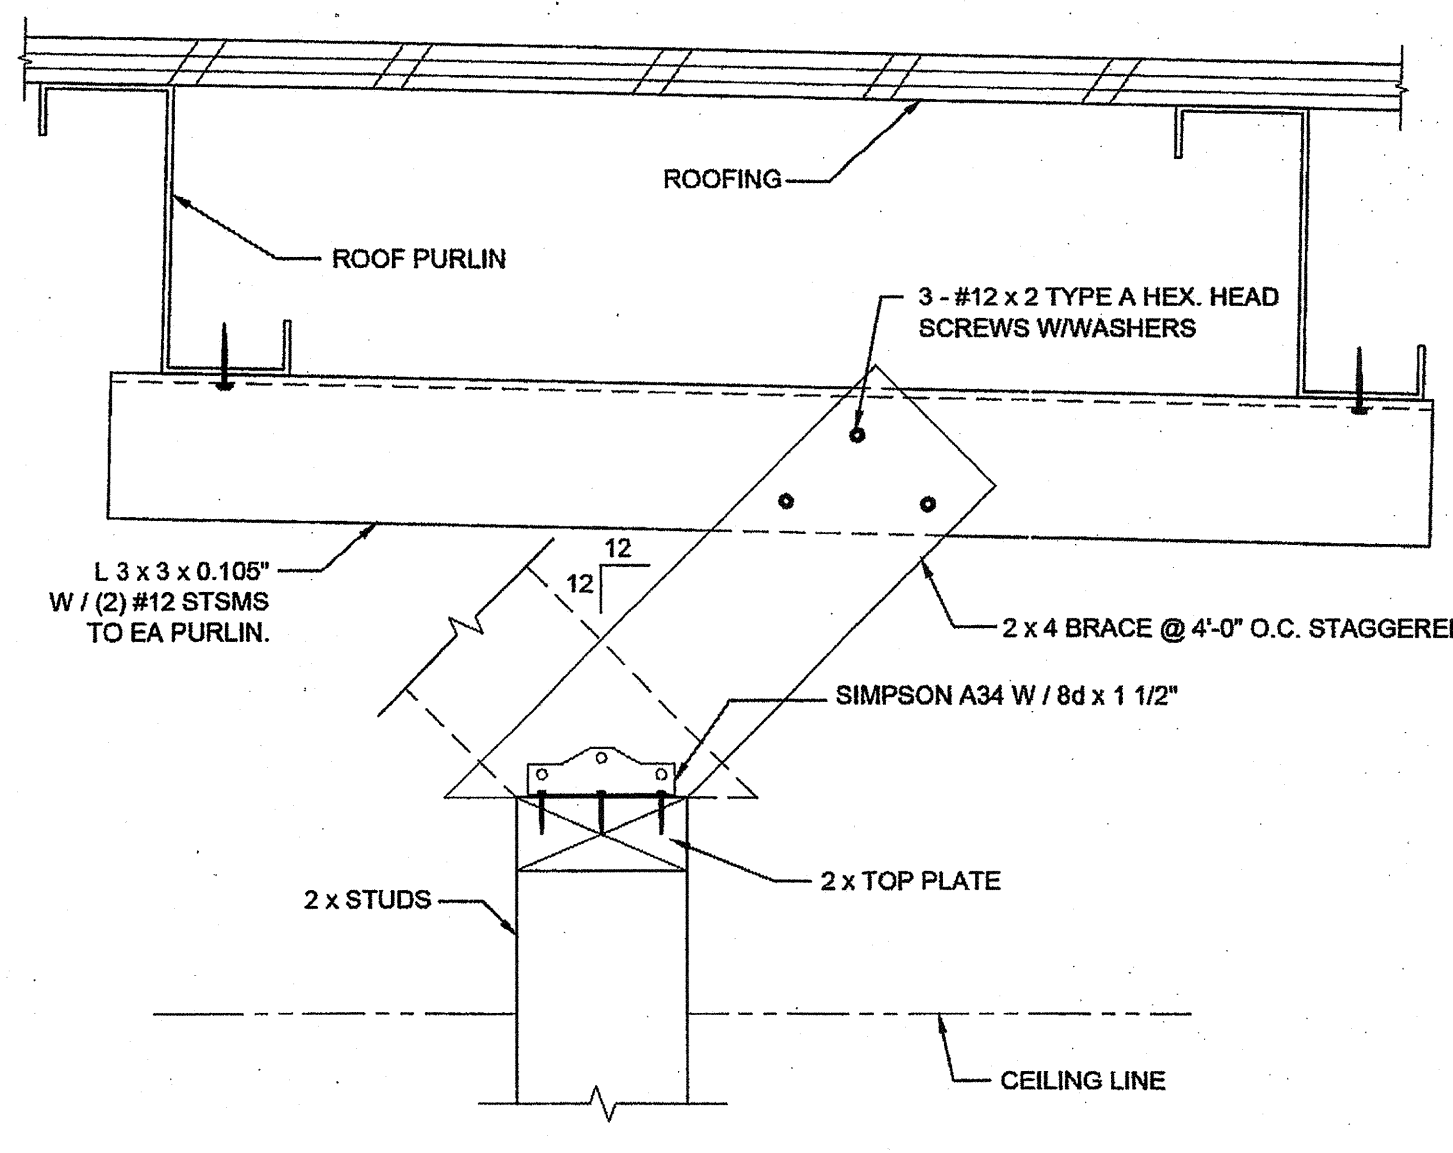 ROOFING
ROOF PURLIN
3 - #12 x 2 TYPE A HEX. HEAD
SCREWS W/WASHERS
12
12
L 3 x 3 x 0.105"
W / (2) #12 STSMS
TO EA PURLIN.
2 x 4 BRACE @ 4'-0" O.C. STAGGERE
SIMPSON A34 W / 8d x 1 1/2"
2 x TOP PLATE
2 x STUDS
CEILING LINE